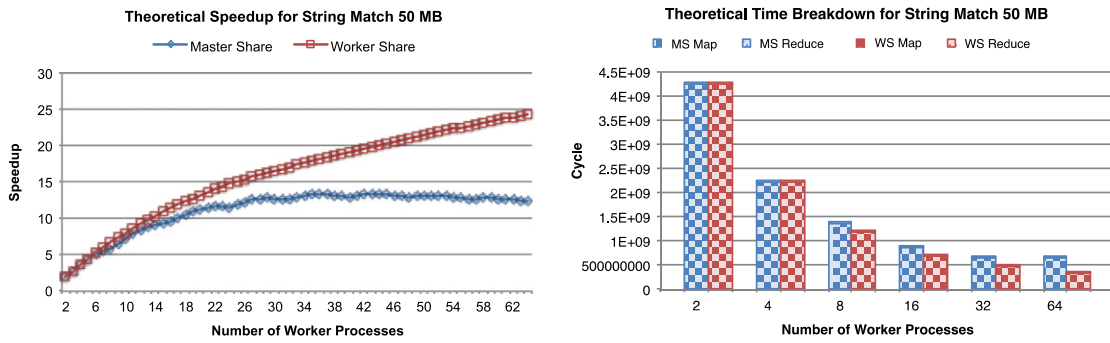 Theoretical Speedup for String Match 50 MB
Master Share Worker Share
30
25
20
15
10
5
0
2 6 10 14 18 22 26 30 34 38 42 46 50 54 58 62
Speedup
Number of Worker Processes
Theoretical Time Breakdown for String Match 50 MB
MS Map MS Reduce WS Map WS Reduce
4.5E+09
4E+09
3.5E+09
3E+09
2.5E+09
2E+09
1.5E+09
1E+09
500000000
0
2 4 8 16 32 64
Cycle
Number of Worker Processes